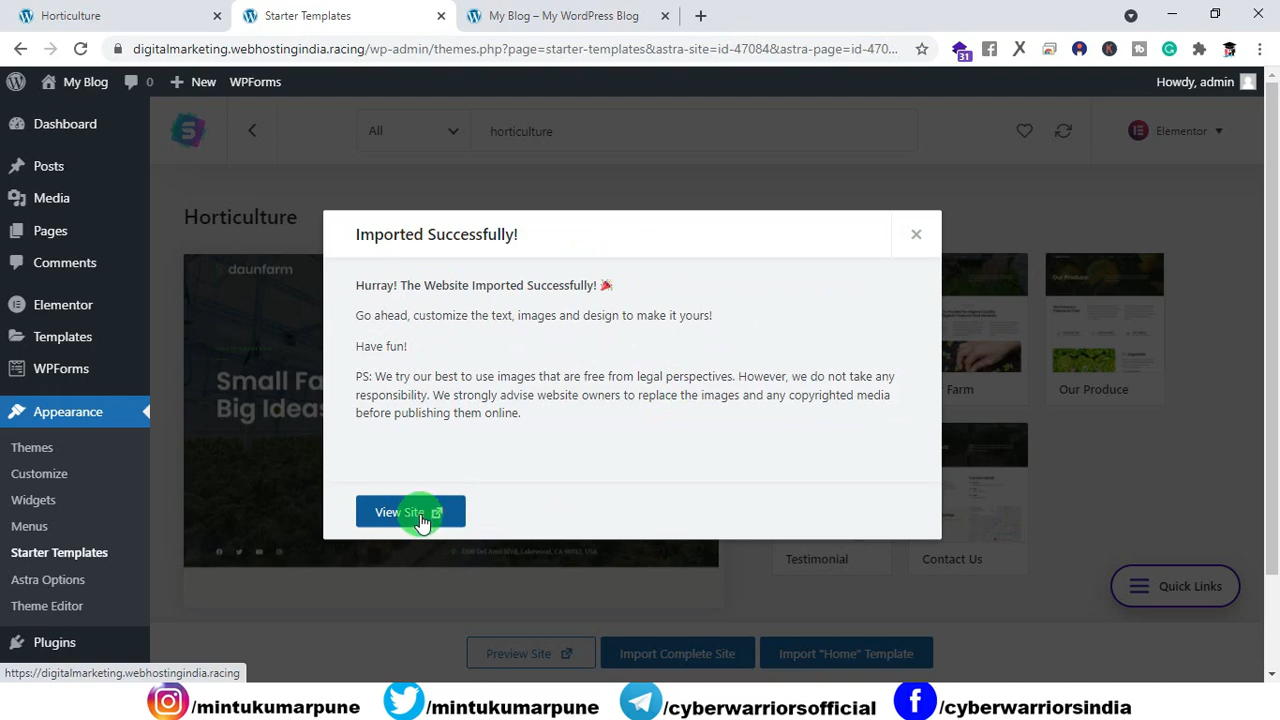 Horticulture
Starter Templates
My Blog – My WordPress Blog
digitalmarketing.webhostingindia.racing/wp-admin/themes.php?page=starter-templates&astra-site=id-47084&astra-page=id-470...
31
My Blog
0
New
WPForms
Howdy, admin
Dashboard
Posts
Media
Pages
Comments
Elementor
Templates
WPForms
Appearance
Themes
Customize
Widgets
Menus
Starter Templates
Astra Options
Theme Editor
Plugins
All
horticulture
Elementor
Horticulture
daunfarm
Small Fa
Big Ideas
Imported Successfully!
Hurray! The Website Imported Successfully! 🎉
Go ahead, customize the text, images and design to make it yours!
Have fun!
PS: We try our best to use images that are free from legal perspectives. However, we do not take any
responsibility. We strongly advise website owners to replace the images and any copyrighted media
before publishing them online.
View Site
Our Produce
Farm
Our Produce
Testimonial
Contact Us
Quick Links
Preview Site
Import Complete Site
Import "Home" Template
https://digitalmarketing.webhostingindia.racing
/mintukumarpune
/mintukumarpune
/cyberwarriorsofficial
/cyberwarriorsindia